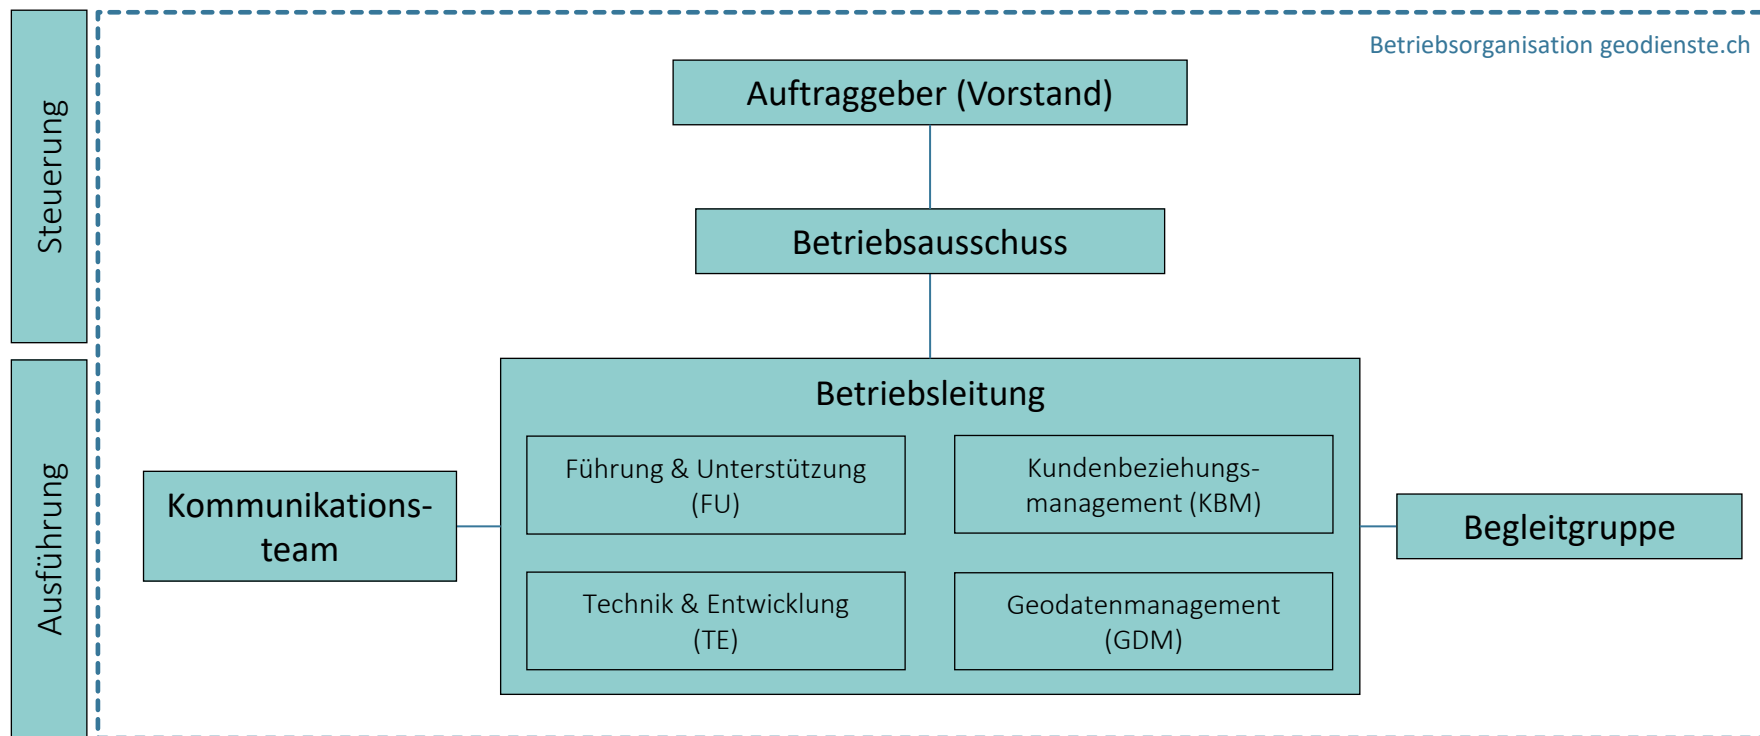 Betriebsorganisation geodienste.ch
Steuerung
Auftraggeber (Vorstand)
Betriebsausschuss
Ausführung
Betriebsleitung
Führung & Unterstützung
(FU)
Kundenbeziehungs-
management (KBM)
Kommunikations-
team
Begleitgruppe
Technik & Entwicklung
(TE)
Geodatenmanagement
(GDM)